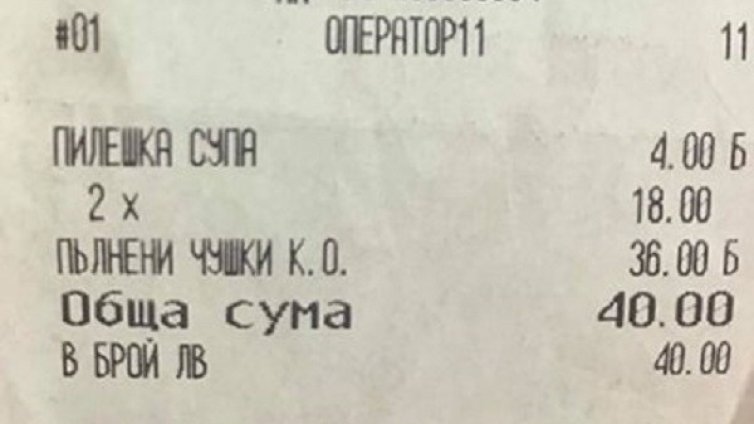 #01 ОПЕРАТОР11 11
ПИЛЕШКА СУПА 4.00 Б
2 x 18.00
ПЪЛНЕНИ ЧУШКИ К.О. 36.00 Б
Обща сума 40.00
В БРОЙ ЛВ 40.00